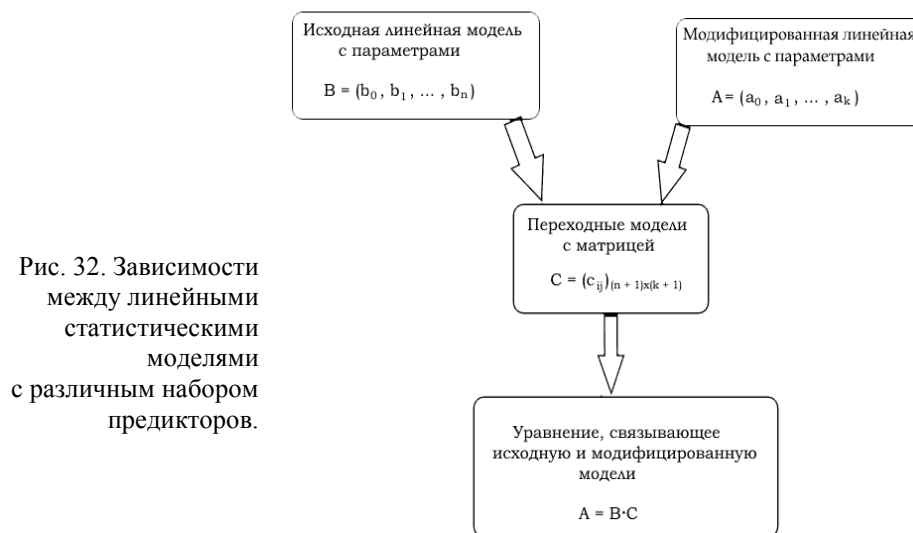 Исходная линейная модель
с параметрами
B = (b₀ , b₁ , ... , bₙ)
Модифицированная линейная
модель с параметрами
A = (a₀ , a₁ , ... , aₖ)
Переходные модели
с матрицей
C = (cᵢⱼ)₍ₙ ₊ ₁₎ₓ₍ₖ ₊ ₁₎
Рис. 32. Зависимости
между линейными
статистическими
моделями
с различным набором
предикторов.
Уравнение, связывающее
исходную и модифицированную
модели
A = B·C